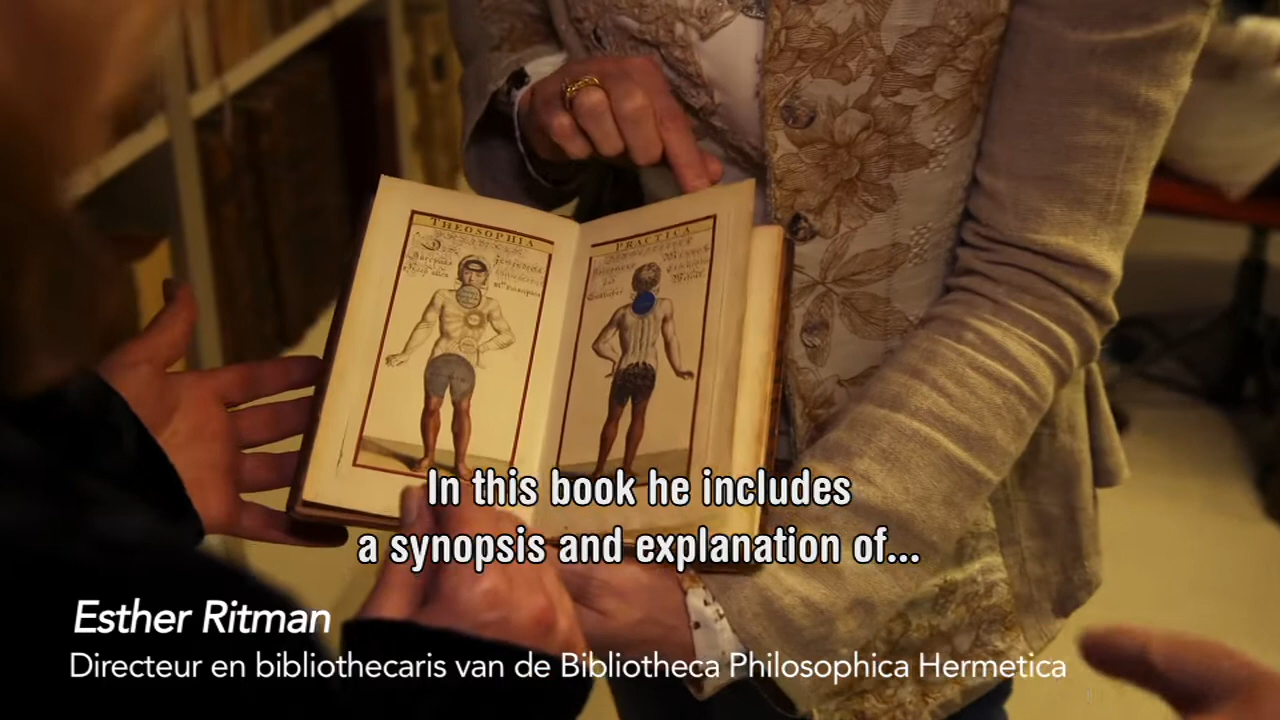 THEOSOPHIA
PRACTICA
In this book he includes
a synopsis and explanation of...
Esther Ritman
Directeur en bibliothecaris van de Bibliotheca Philosophica Hermetica